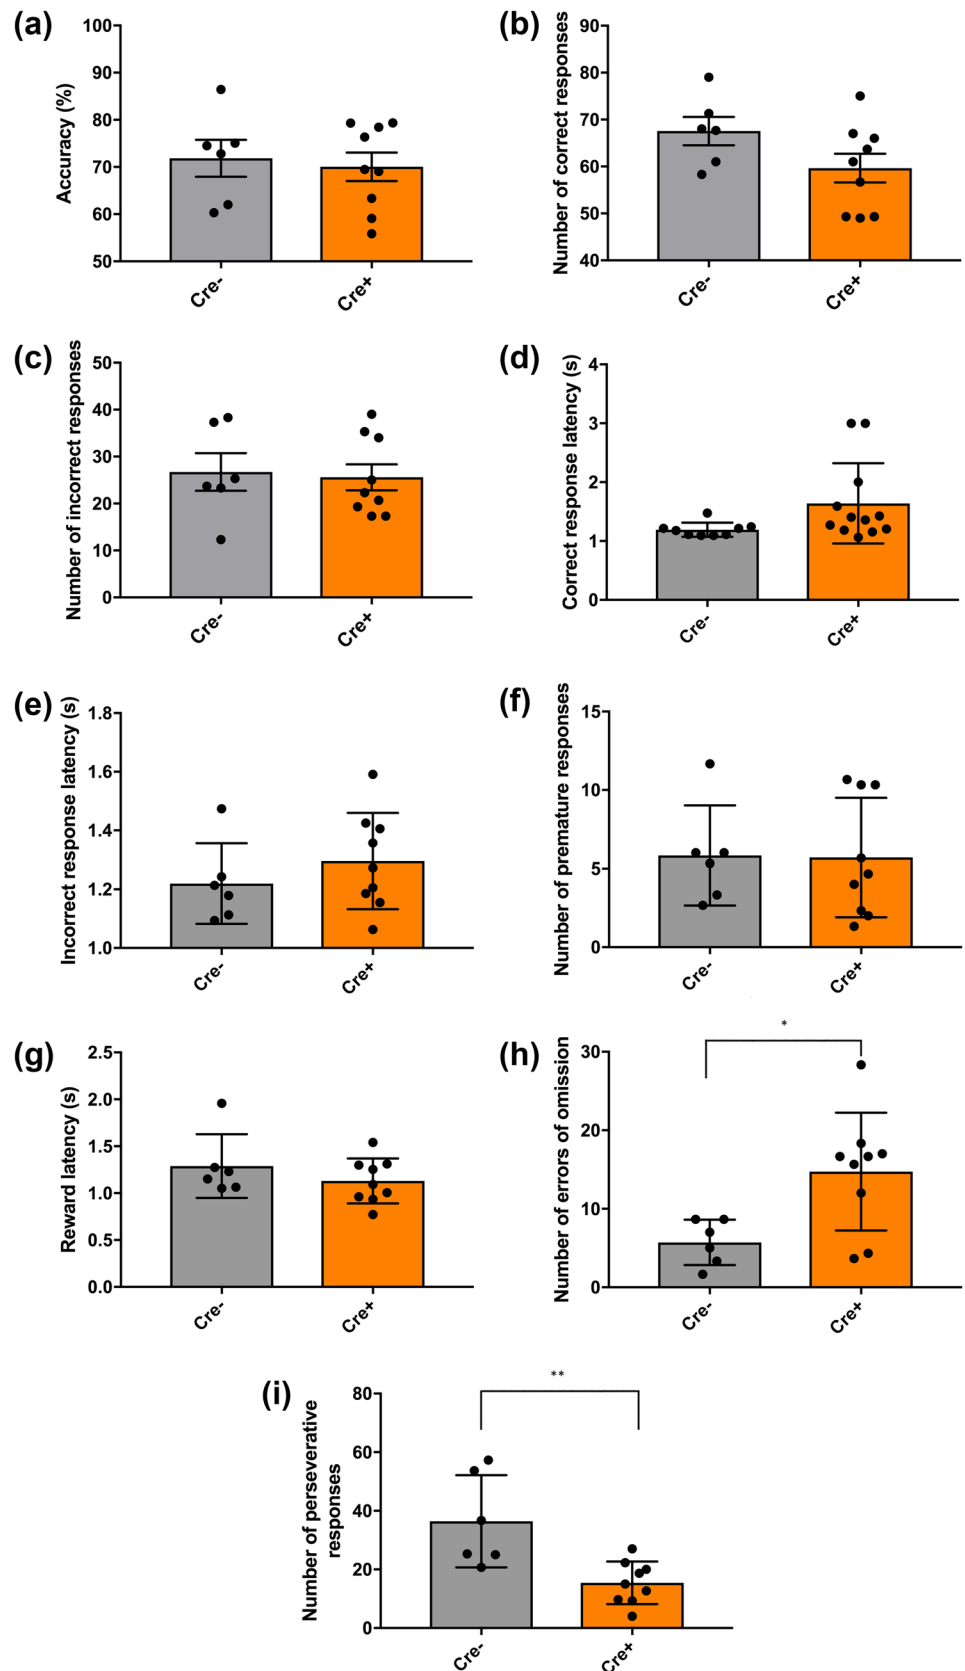 (a)
Accuracy (%)
100
90
80
70
60
50
Cre-
Cre+
(b)
Number of correct responses
90
80
70
60
50
40
Cre-
Cre+
(c)
Number of incorrect responses
50
40
30
20
10
0
Cre-
Cre+
(d)
Correct response latency (s)
4
3
2
1
0
Cre-
Cre+
(e)
Incorrect response latency (s)
1.8
1.6
1.4
1.2
1.0
Cre-
Cre+
(f)
Number of premature responses
15
10
5
0
Cre-
Cre+
(g)
Reward latency (s)
2.5
2.0
1.5
1.0
0.5
0.0
Cre-
Cre+
(h)
Number of errors of omission
30
20
10
0
*
Cre-
Cre+
(i)
Number of perseverative
responses
80
60
40
20
0
**
Cre-
Cre+